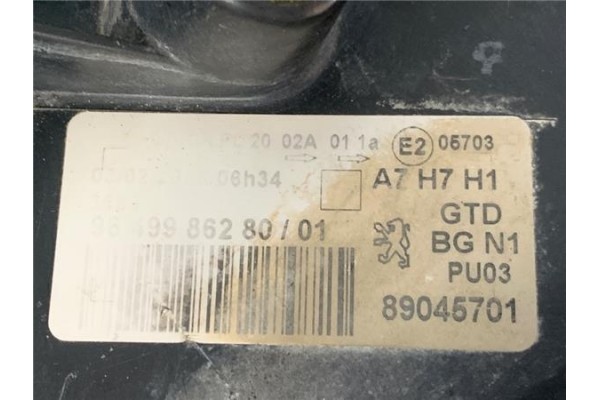 20 02A 01 1a E2 05703
06h34 A7 H7 H1
GTD
99 862 80 / 01 BG N1
PU03
89045701